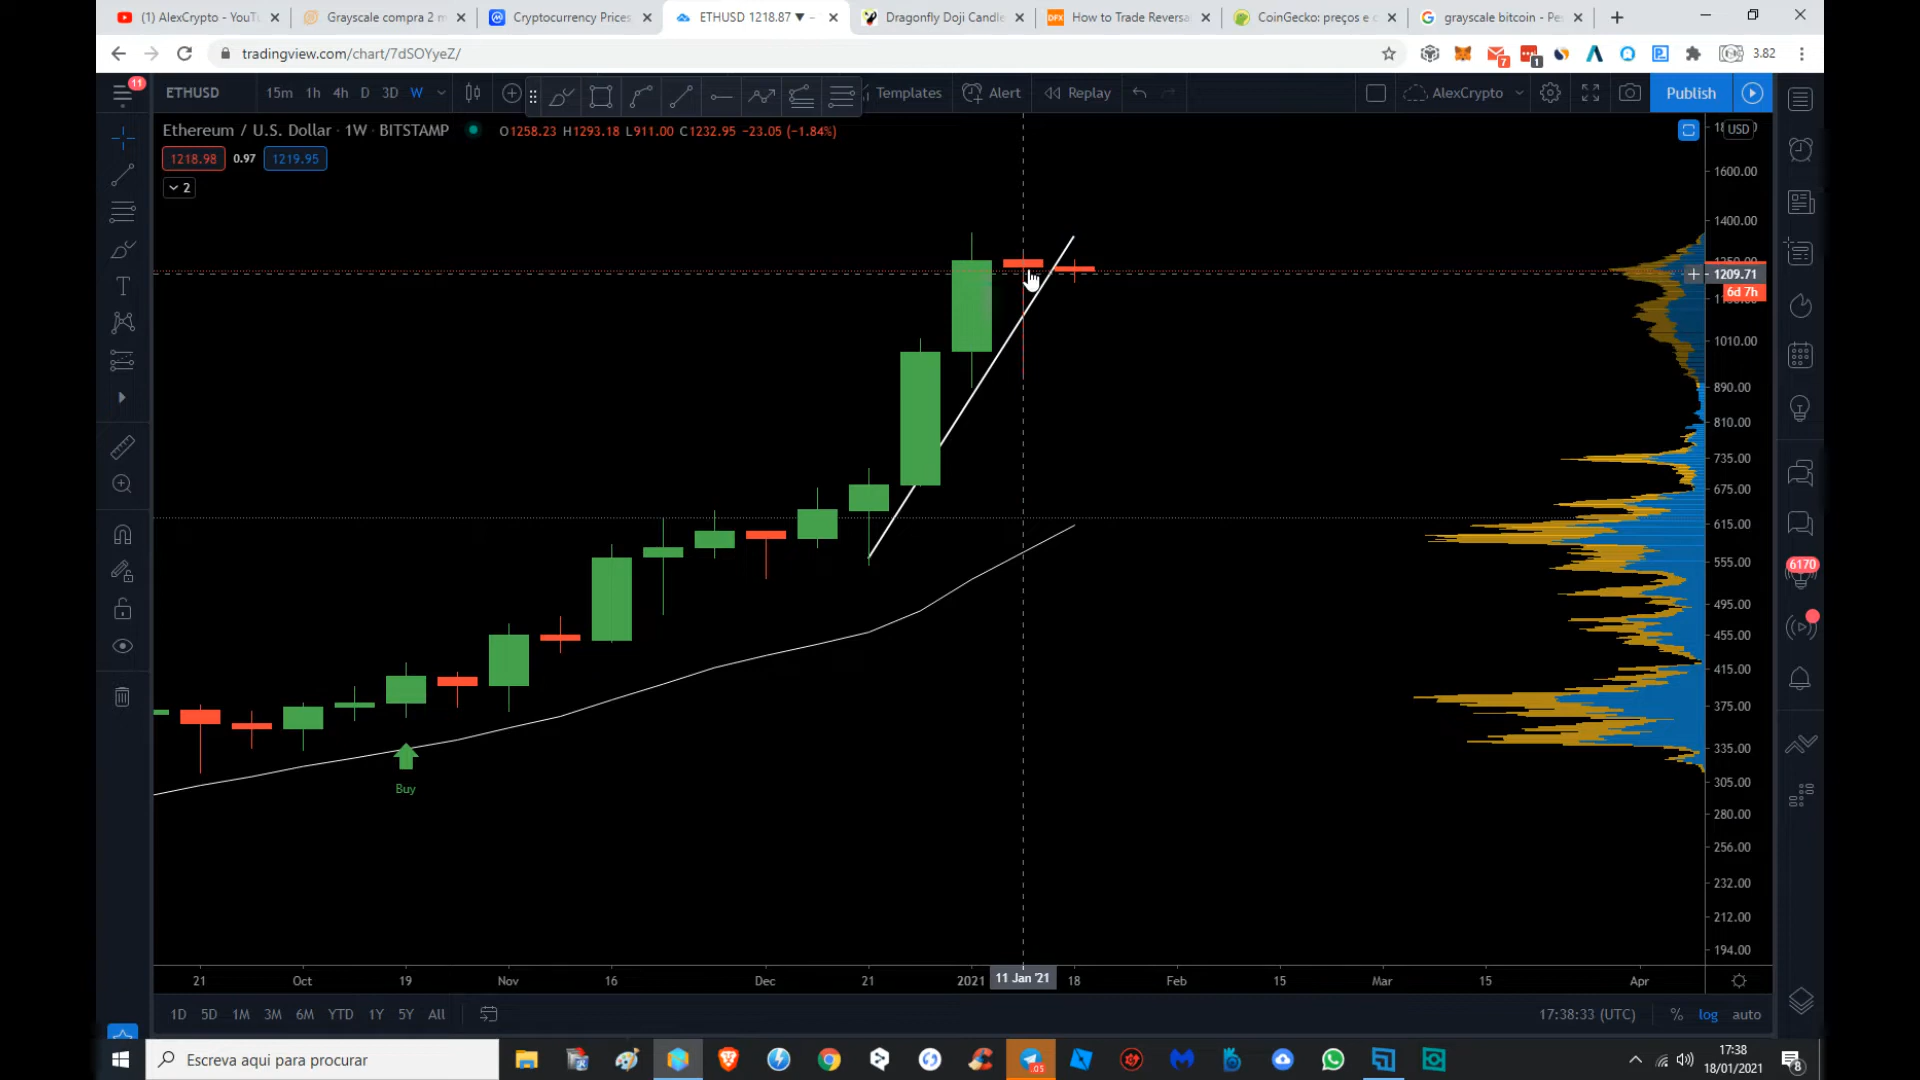 (1) AlexCrypto - YouTu
Grayscale compra 2 m
Cryptocurrency Prices,
ETHUSD 1218.87 ▼ –
Dragonfly Doji Candle
How to Trade Reversa
CoinGecko: preços e c
grayscale bitcoin - Pes
tradingview.com/chart/7dSOYyeZ/
7
1
3.82
11
ETHUSD
15m
1h
4h
D
3D
W
Templates
Alert
Replay
AlexCrypto
Publish
Ethereum / U.S. Dollar · 1W · BITSTAMP
O1258.23 H1293.18 L911.00 C1232.95 −23.05 (−1.84%)
1218.98
0.97
1219.95
2
USD
1600.00
1400.00
1209.71
6d 7h
1010.00
890.00
810.00
735.00
675.00
615.00
555.00
495.00
455.00
415.00
375.00
335.00
305.00
280.00
256.00
232.00
212.00
194.00
6170
Buy
21
Oct
19
Nov
16
Dec
21
2021
11 Jan '21
18
Feb
15
Mar
15
Apr
1D
5D
1M
3M
6M
YTD
1Y
5Y
All
17:38:33 (UTC)
%
log
auto
Escreva aqui para procurar
17:38
18/01/2021
8